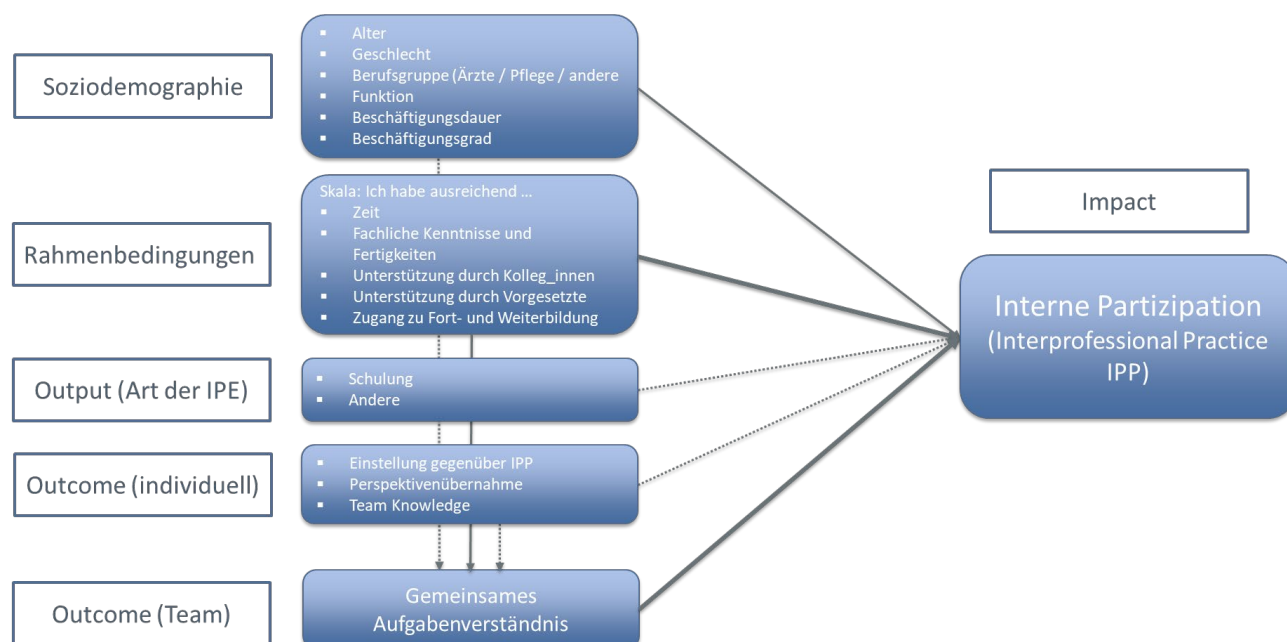 Soziodemographie
Alter
Geschlecht
Berufsgruppe (Ärzte / Pflege / andere
Funktion
Beschäftigungsdauer
Beschäftigungsgrad
Rahmenbedingungen
Skala: Ich habe ausreichend …
Zeit
Fachliche Kenntnisse und
Fertigkeiten
Unterstützung durch Kolleg_innen
Unterstützung durch Vorgesetzte
Zugang zu Fort- und Weiterbildung
Impact
Interne Partizipation
(Interprofessional Practice
IPP)
Output (Art der IPE)
Schulung
Andere
Outcome (individuell)
Einstellung gegenüber IPP
Perspektivenübernahme
Team Knowledge
Outcome (Team)
Gemeinsames
Aufgabenverständnis